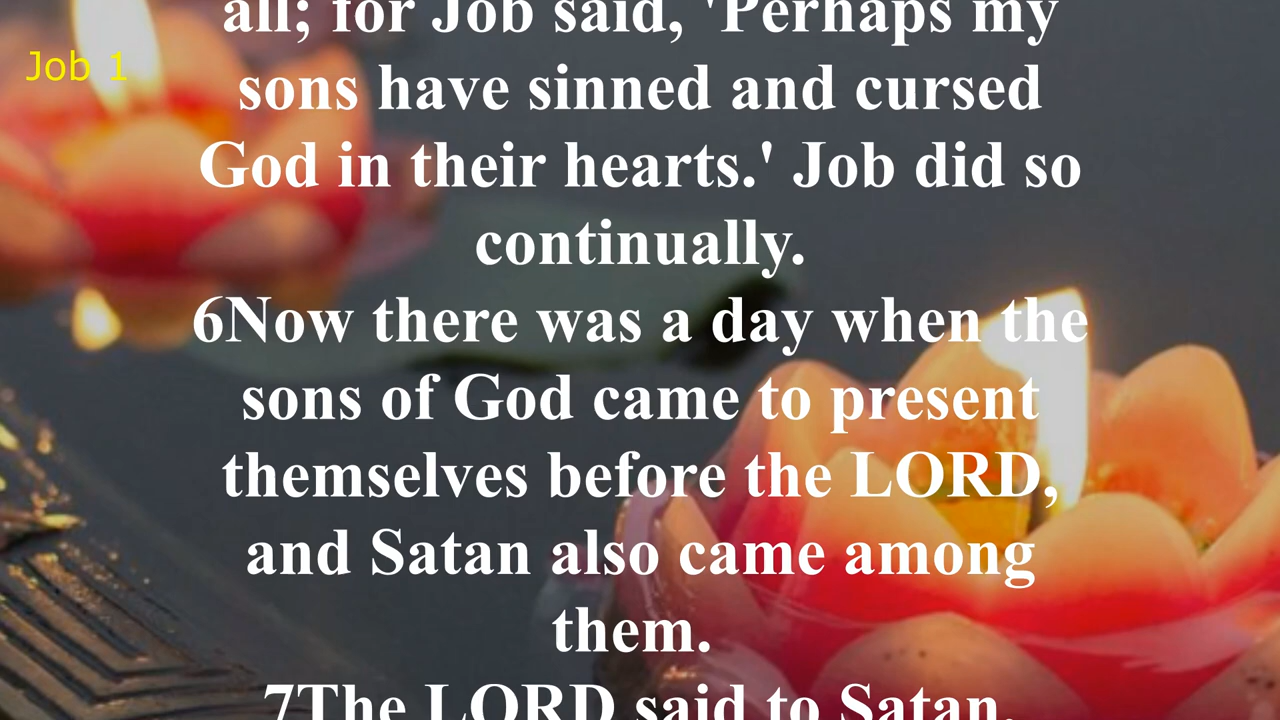 all; for Job said, 'Perhaps my
Job 1
sons have sinned and cursed
God in their hearts.' Job did so
continually.
6Now there was a day when the
sons of God came to present
themselves before the LORD,
and Satan also came among
them.
7The LORD said to Satan,